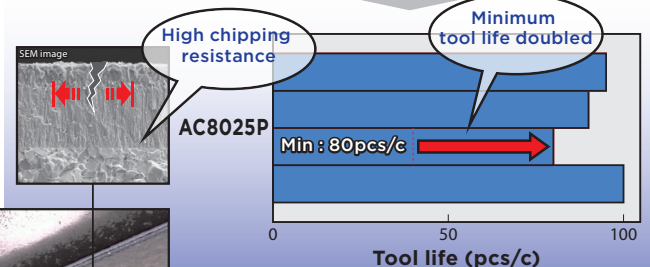 SEM image
High chipping
resistance
Minimum
tool life doubled
AC8025P
Min : 80pcs/c
0
50
100
Tool life (pcs/c)